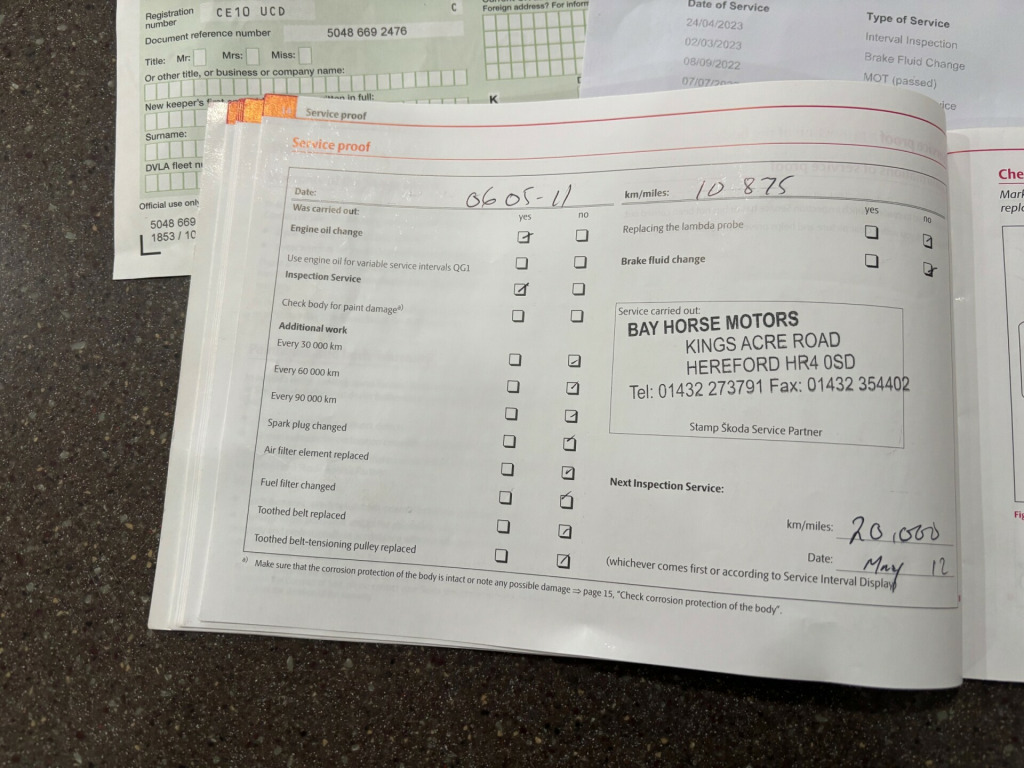 Registration number CE10 UCD C
Foreign address? For inform
Document reference number 5048 669 2476
Title: Mr: Mrs: Miss:
Or other title, or business or company name:
New keeper's
in full:
K
Surname:
DVLA fleet
Official use only
5048 669
1853 / 10
Date of Service Type of Service
24/04/2023 Interval Inspection
02/03/2023 Brake Fluid Change
08/09/2022 MOT (passed)
07/07/
Service proof
Service proof
Date: 06 05-11 km/miles: 10 875
Was carried out: yes no yes no
Engine oil change Replacing the lambda probe
Use engine oil for variable service intervals QG1 Brake fluid change
Inspection Service
Check body for paint damage a)
Additional work
Every 30 000 km
Every 60 000 km
Every 90 000 km
Spark plug changed
Air filter element replaced
Fuel filter changed
Toothed belt replaced
Toothed belt-tensioning pulley replaced
Service carried out:
BAY HORSE MOTORS
KINGS ACRE ROAD
HEREFORD HR4 0SD
Tel: 01432 273791 Fax: 01432 354402
Stamp Škoda Service Partner
Next Inspection Service:
km/miles: 20,000
Date: May 12
(whichever comes first or according to Service Interval Display)
a) Make sure that the corrosion protection of the body is intact or note any possible damage ⇒ page 15, "Check corrosion protection of the body".
Che
Mar
repl
Fig